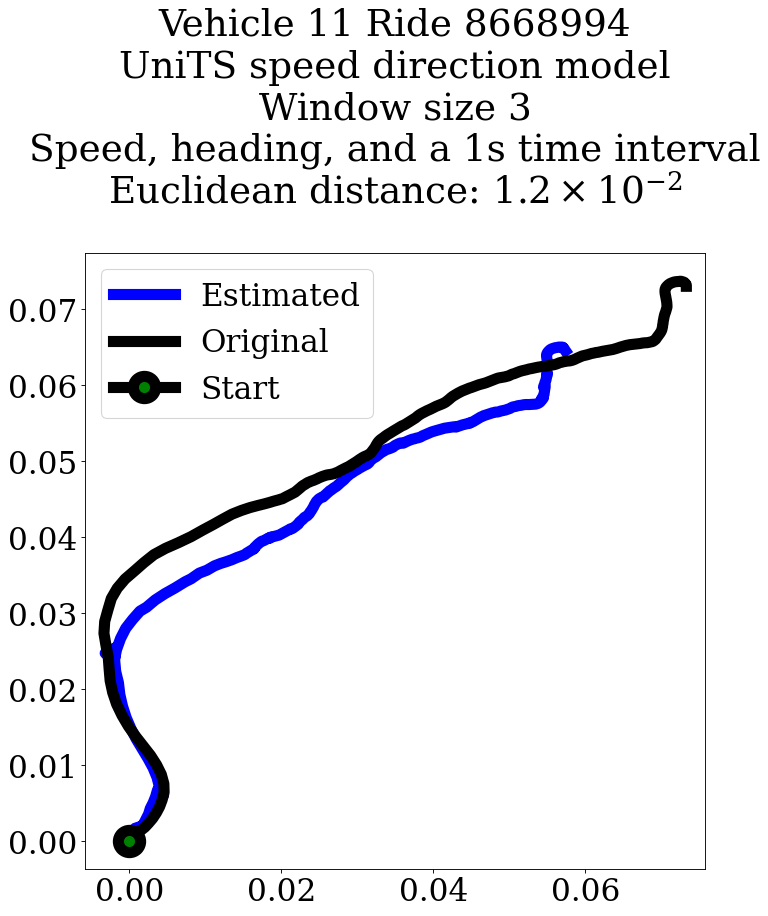 Vehicle 11 Ride 8668994
UniTS speed direction model
Window size 3
Speed, heading, and a 1s time interval
Euclidean distance: 1.2 × 10⁻²
Estimated
Original
Start
0.07
0.06
0.05
0.04
0.03
0.02
0.01
0.00
0.00 0.02 0.04 0.06